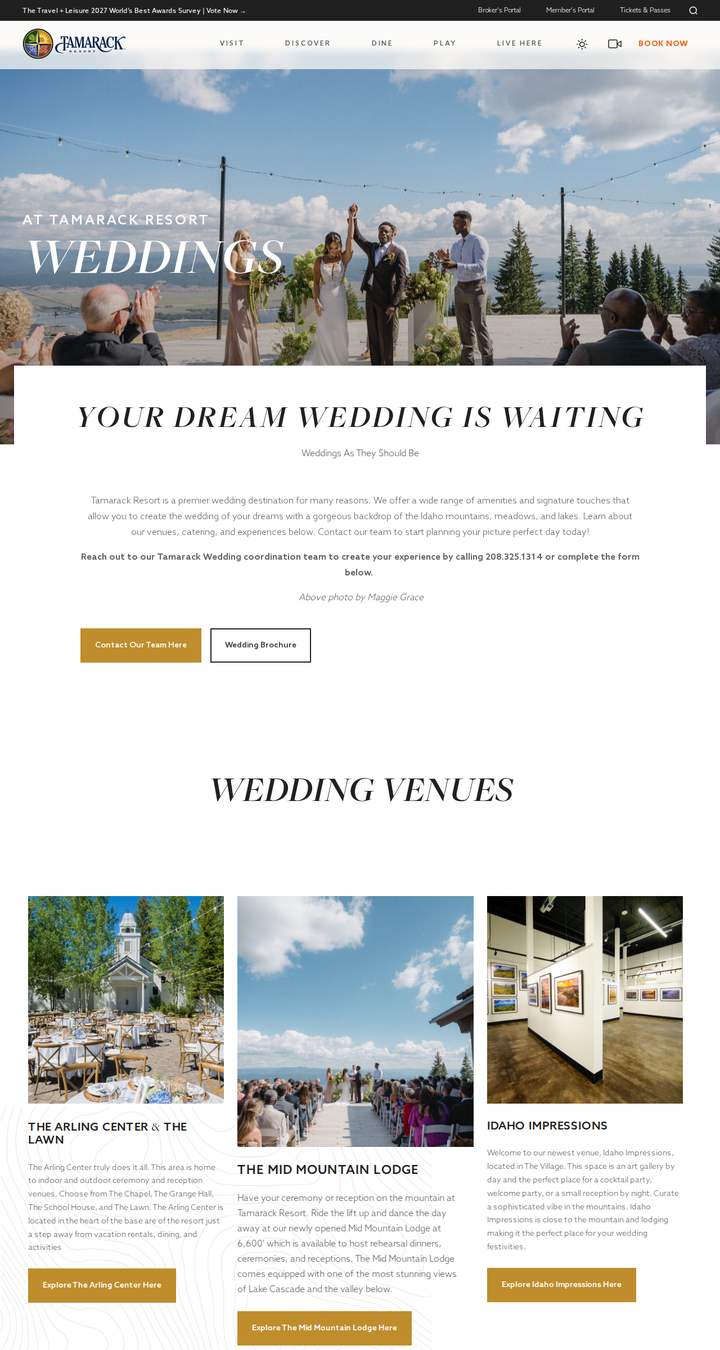 The Travel + Leisure 2027 World's Best Awards Survey | Vote Now →
Broker's Portal
Member's Portal
Tickets & Passes
TAMARACK
RESORT
VISIT
DISCOVER
DINE
PLAY
LIVE HERE
BOOK NOW
AT TAMARACK RESORT
WEDDINGS
YOUR DREAM WEDDING IS WAITING
Weddings As They Should Be
Tamarack Resort is a premier wedding destination for many reasons. We offer a wide range of amenities and signature touches that
allow you to create the wedding of your dreams with a gorgeous backdrop of the Idaho mountains, meadows, and lakes. Learn about
our venues, catering, and experiences below. Contact our team to start planning your picture perfect day today!
Reach out to our Tamarack Wedding coordination team to create your experience by calling 208.325.1314 or complete the form
below.
Above photo by Maggie Grace
Contact Our Team Here
Wedding Brochure
WEDDING VENUES
THE ARLING CENTER & THE
LAWN
The Arling Center truly does it all. This area is home
to indoor and outdoor ceremony and reception
venues. Choose from The Chapel, The Grange Hall,
The School House, and The Lawn. The Arling Center is
located in the heart of the base are of the resort just
a step away from vacation rentals, dining, and
activities
Explore The Arling Center Here
THE MID MOUNTAIN LODGE
Have your ceremony or reception on the mountain at
Tamarack Resort. Ride the lift up and dance the day
away at our newly opened Mid Mountain Lodge at
6,600' which is available to host rehearsal dinners,
ceremonies, and receptions. The Mid Mountain Lodge
comes equipped with one of the most stunning views
of Lake Cascade and the valley below.
Explore The Mid Mountain Lodge Here
IDAHO IMPRESSIONS
Welcome to our newest venue, Idaho Impressions,
located in The Village. This space is an art gallery by
day and the perfect place for a cocktail party,
welcome party, or a small reception by night. Curate
a sophisticated vibe in the mountains. Idaho
Impressions is close to the mountain and lodging
making it the perfect place for your wedding
festivities.
Explore Idaho Impressions Here